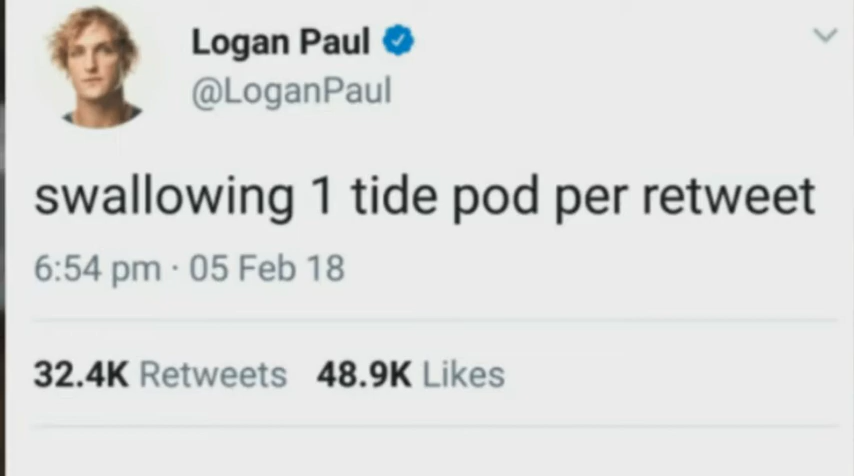 Logan Paul
@LoganPaul
swallowing 1 tide pod per retweet
6:54 pm · 05 Feb 18
32.4K Retweets 48.9K Likes